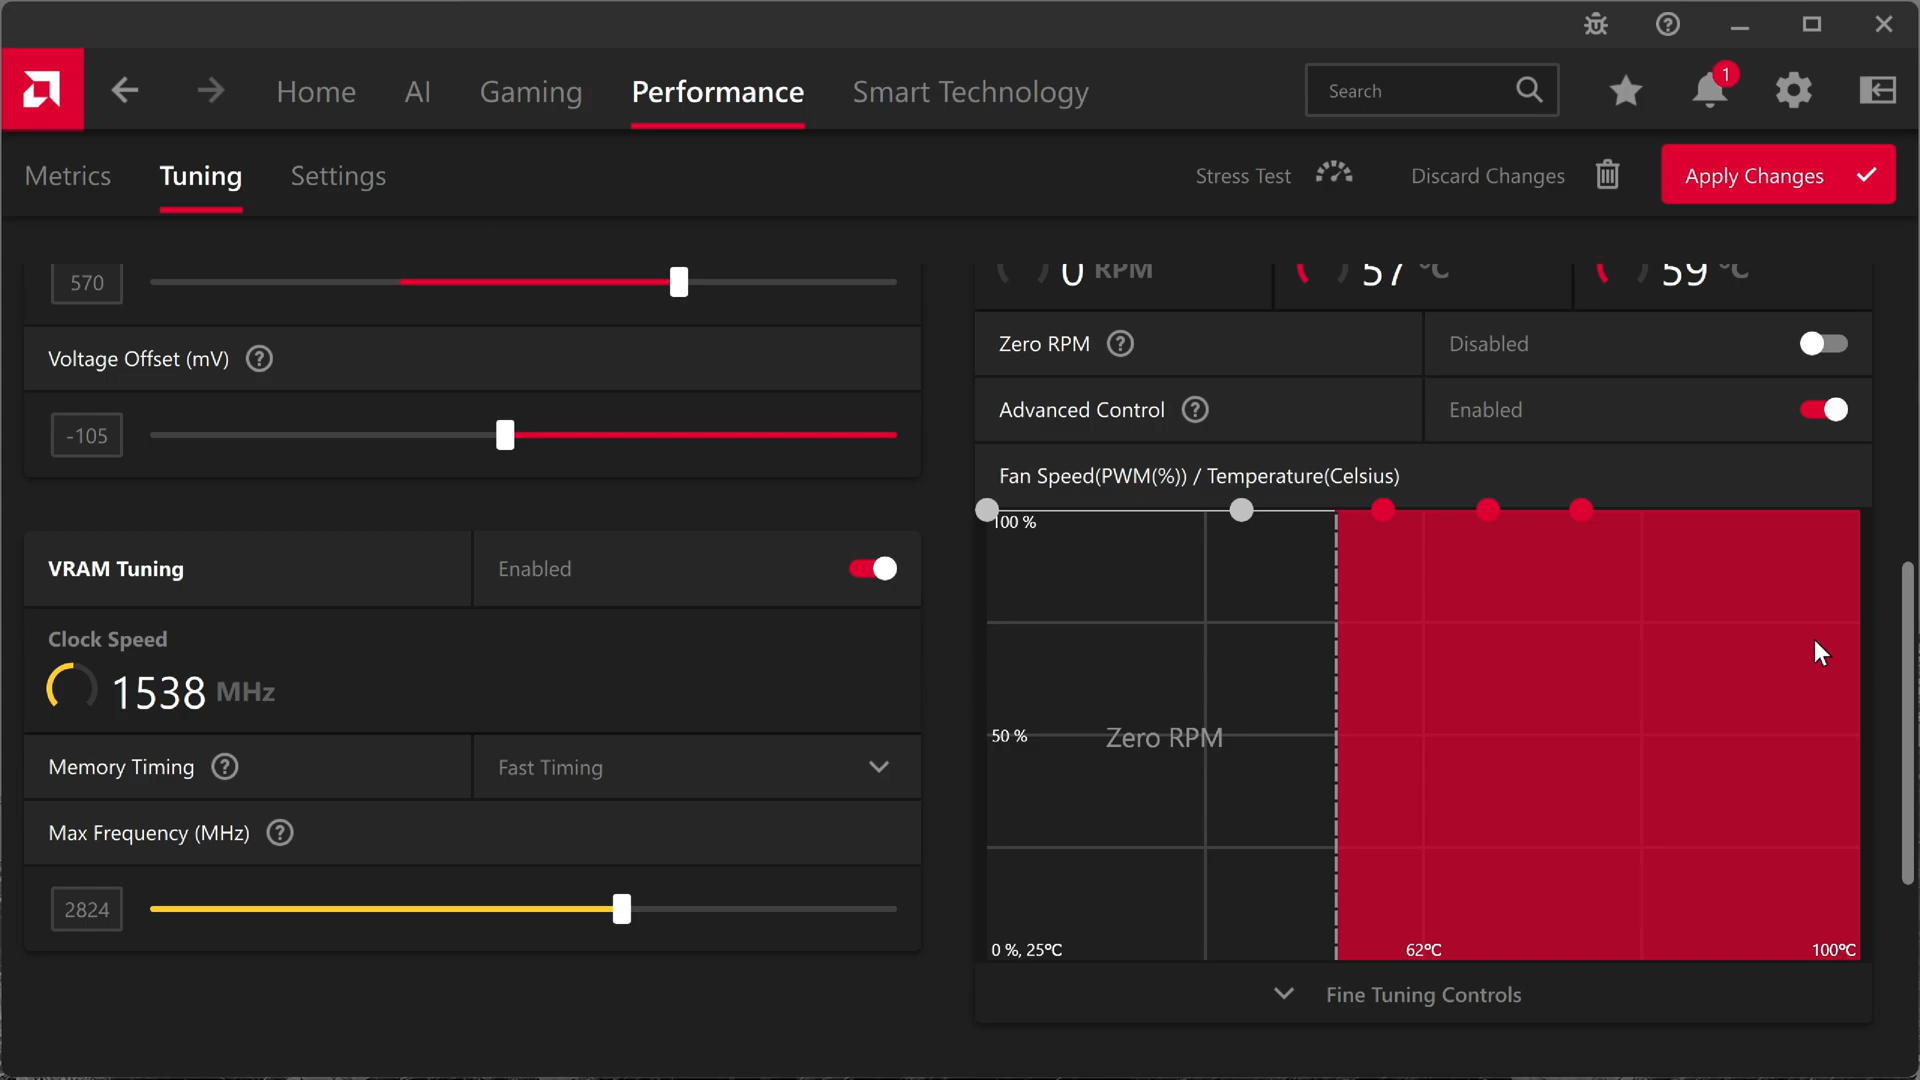 Home AI Gaming Performance Smart Technology Search 1
Metrics Tuning Settings Stress Test Discard Changes Apply Changes
570
Voltage Offset (mV)
-105
VRAM Tuning Enabled
Clock Speed
1538 MHz
Memory Timing Fast Timing
Max Frequency (MHz)
2824
0 RPM 57 °C 59 °C
Zero RPM Disabled
Advanced Control Enabled
Fan Speed(PWM(%)) / Temperature(Celsius)
100 %
50 % Zero RPM
0 %, 25°C 62°C 100°C
Fine Tuning Controls